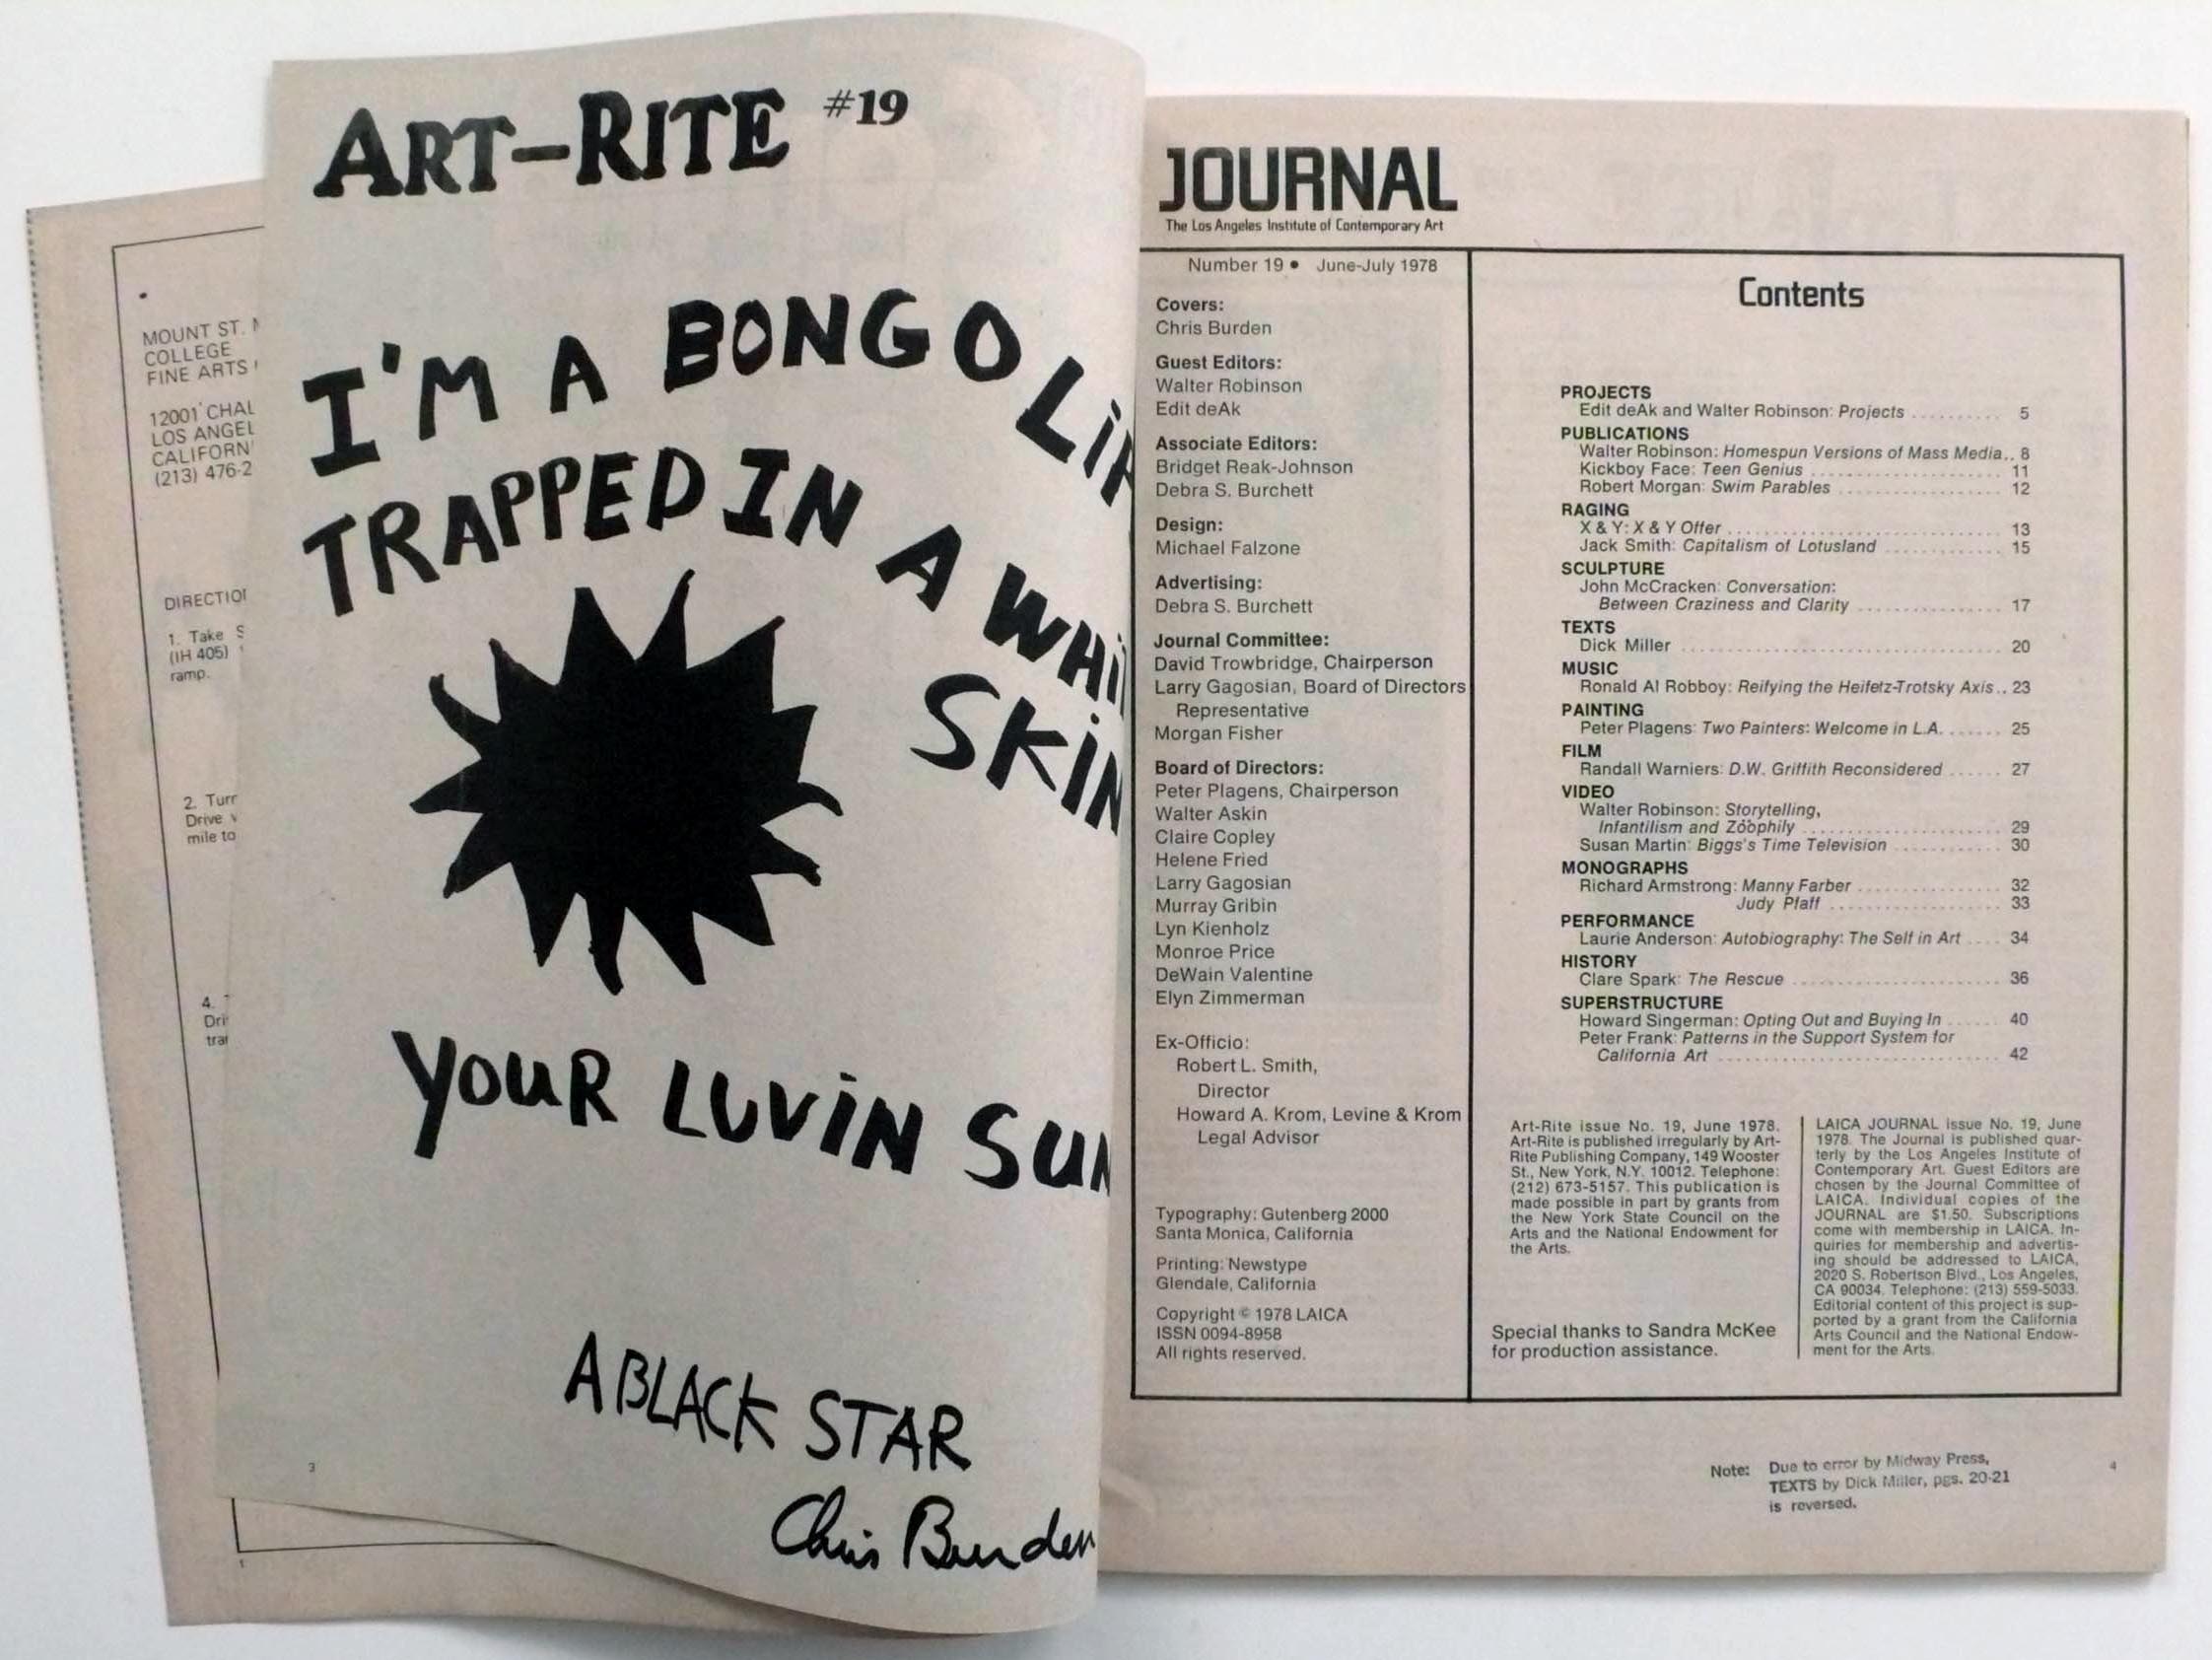 MOUNT ST.
COLLEGE
FINE ARTS
12001 CHAL
LOS ANGEL
CALIFORN
(213) 476-2
DIRECTIO
1. Take S
(IH 405)
ramp.
2. Turr
Drive
mile to
4.
Dri
trar
1
ART-RITE #19
I'M A BONGO
TRAPPED IN A WHI
SKIN
YOUR LUVIN SUN
A BLACK STAR
Chris Burden
3
JOURNAL
The Los Angeles Institute of Contemporary Art
Number 19 • June-July 1978
Covers:
Chris Burden
Guest Editors:
Walter Robinson
Edit deAk
Associate Editors:
Bridget Reak-Johnson
Debra S. Burchett
Design:
Michael Falzone
Advertising:
Debra S. Burchett
Journal Committee:
David Trowbridge, Chairperson
Larry Gagosian, Board of Directors
Representative
Morgan Fisher
Board of Directors:
Peter Plagens, Chairperson
Walter Askin
Claire Copley
Helene Fried
Larry Gagosian
Murray Gribin
Lyn Kienholz
Monroe Price
DeWain Valentine
Elyn Zimmerman
Ex-Officio:
Robert L. Smith,
Director
Howard A. Krom, Levine & Krom
Legal Advisor
Typography: Gutenberg 2000
Santa Monica, California
Printing: Newstype
Glendale, California
Copyright © 1978 LAICA
ISSN 0094-8958
All rights reserved.
Contents
PROJECTS
Edit deAk and Walter Robinson: Projects .......... 5
PUBLICATIONS
Walter Robinson: Homespun Versions of Mass Media.. 8
Kickboy Face: Teen Genius .......... 11
Robert Morgan: Swim Parables .......... 12
RAGING
X & Y: X & Y Offer .......... 13
Jack Smith: Capitalism of Lotusland .......... 15
SCULPTURE
John McCracken: Conversation:
Between Craziness and Clarity .......... 17
TEXTS
Dick Miller .......... 20
MUSIC
Ronald Al Robboy: Reifying the Heifetz-Trotsky Axis.. 23
PAINTING
Peter Plagens: Two Painters: Welcome in L.A. ...... 25
FILM
Randall Warniers: D.W. Griffith Reconsidered ...... 27
VIDEO
Walter Robinson: Storytelling,
Infantilism and Zoöphily .......... 29
Susan Martin: Biggs's Time Television .......... 30
MONOGRAPHS
Richard Armstrong: Manny Farber .......... 32
Judy Pfaff .......... 33
PERFORMANCE
Laurie Anderson: Autobiography: The Self in Art .... 34
HISTORY
Clare Spark: The Rescue .......... 36
SUPERSTRUCTURE
Howard Singerman: Opting Out and Buying In ...... 40
Peter Frank: Patterns in the Support System for
California Art .......... 42
Art-Rite issue No. 19, June 1978.
Art-Rite is published irregularly by Art-
Rite Publishing Company, 149 Wooster
St., New York, N.Y. 10012. Telephone:
(212) 673-5157. This publication is
made possible in part by grants from
the New York State Council on the
Arts and the National Endowment for
the Arts.
Special thanks to Sandra McKee
for production assistance.
LAICA JOURNAL issue No. 19, June
1978. The Journal is published quar-
terly by the Los Angeles Institute of
Contemporary Art. Guest Editors are
chosen by the Journal Committee of
LAICA. Individual copies of the
JOURNAL are $1.50. Subscriptions
come with membership in LAICA. In-
quiries for membership and advertis-
ing should be addressed to LAICA,
2020 S. Robertson Blvd., Los Angeles,
CA 90034. Telephone: (213) 559-5033.
Editorial content of this project is sup-
ported by a grant from the California
Arts Council and the National Endow-
ment for the Arts.
Note: Due to error by Midway Press,
TEXTS by Dick Miller, pgs. 20-21
is reversed.
4